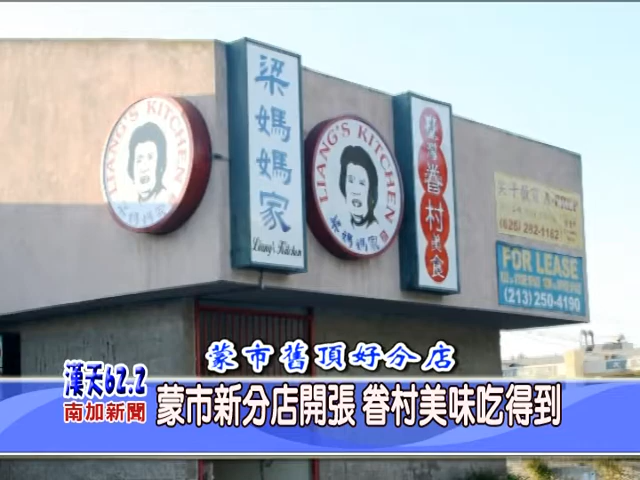 LIANG'S KITCHEN
梁媽媽家
梁媽媽家
Liang's Kitchen
LIANG'S KITCHEN
梁媽媽家
眷村美食
(626) 282-1162
FOR LEASE
(213) 250-4190
蒙市舊頂好分店
漢天62.2
南加新聞
蒙市新分店開張 眷村美味吃得到